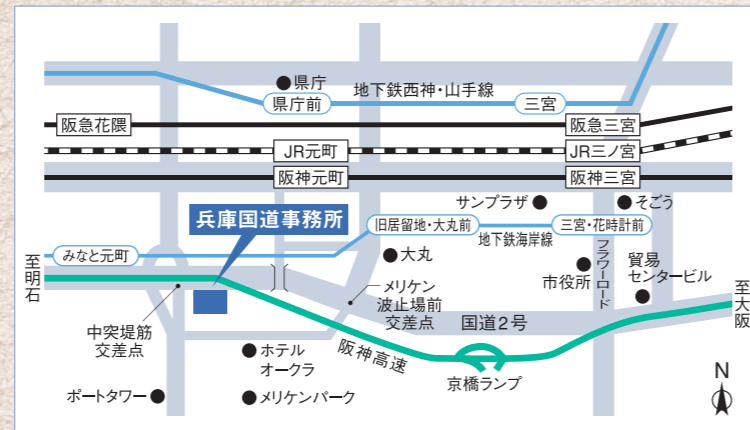 県庁
地下鉄西神・山手線
県庁前
三宮
阪急花隈
阪急三宮
JR元町
JR三ノ宮
阪神元町
阪神三宮
サンプラザ
そごう
兵庫国道事務所
旧居留地・大丸前
三宮・花時計前
地下鉄海岸線
みなと元町
大丸
フラワーロード
市役所
貿易
センタービル
至明石
至大阪
メリケン
波止場前
交差点
国道2号
中突堤筋
交差点
阪神高速
ホテル
オークラ
京橋ランプ
ポートタワー
メリケンパーク
N